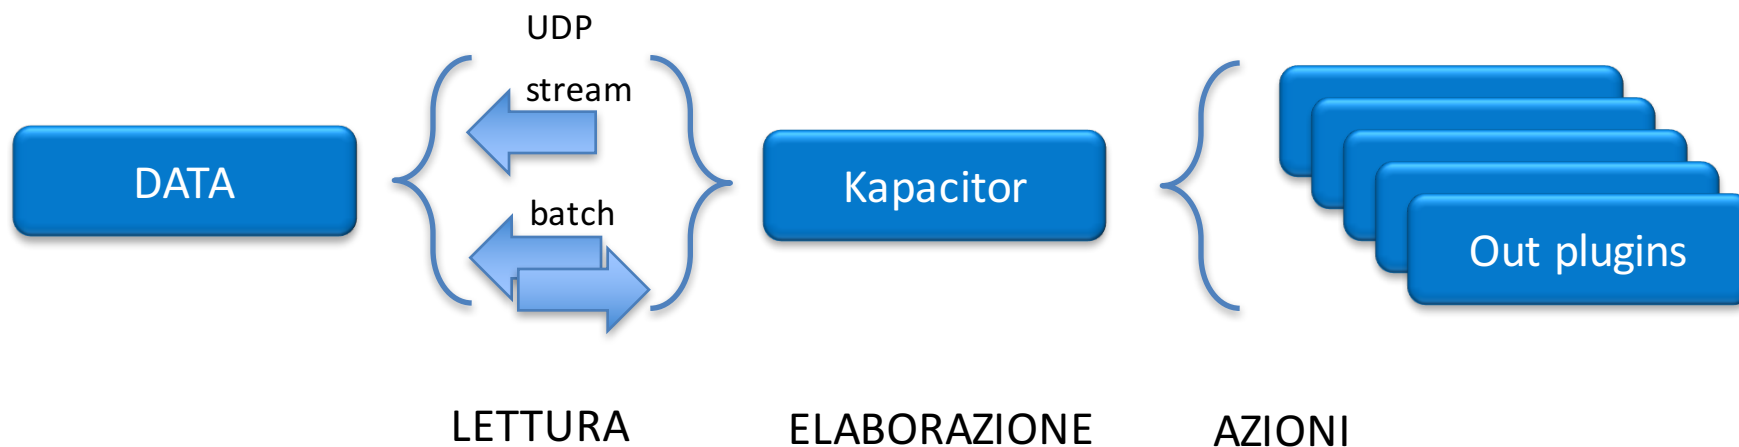 UDP
stream
DATA
batch
Kapacitor
Out plugins
LETTURA
ELABORAZIONE
AZIONI